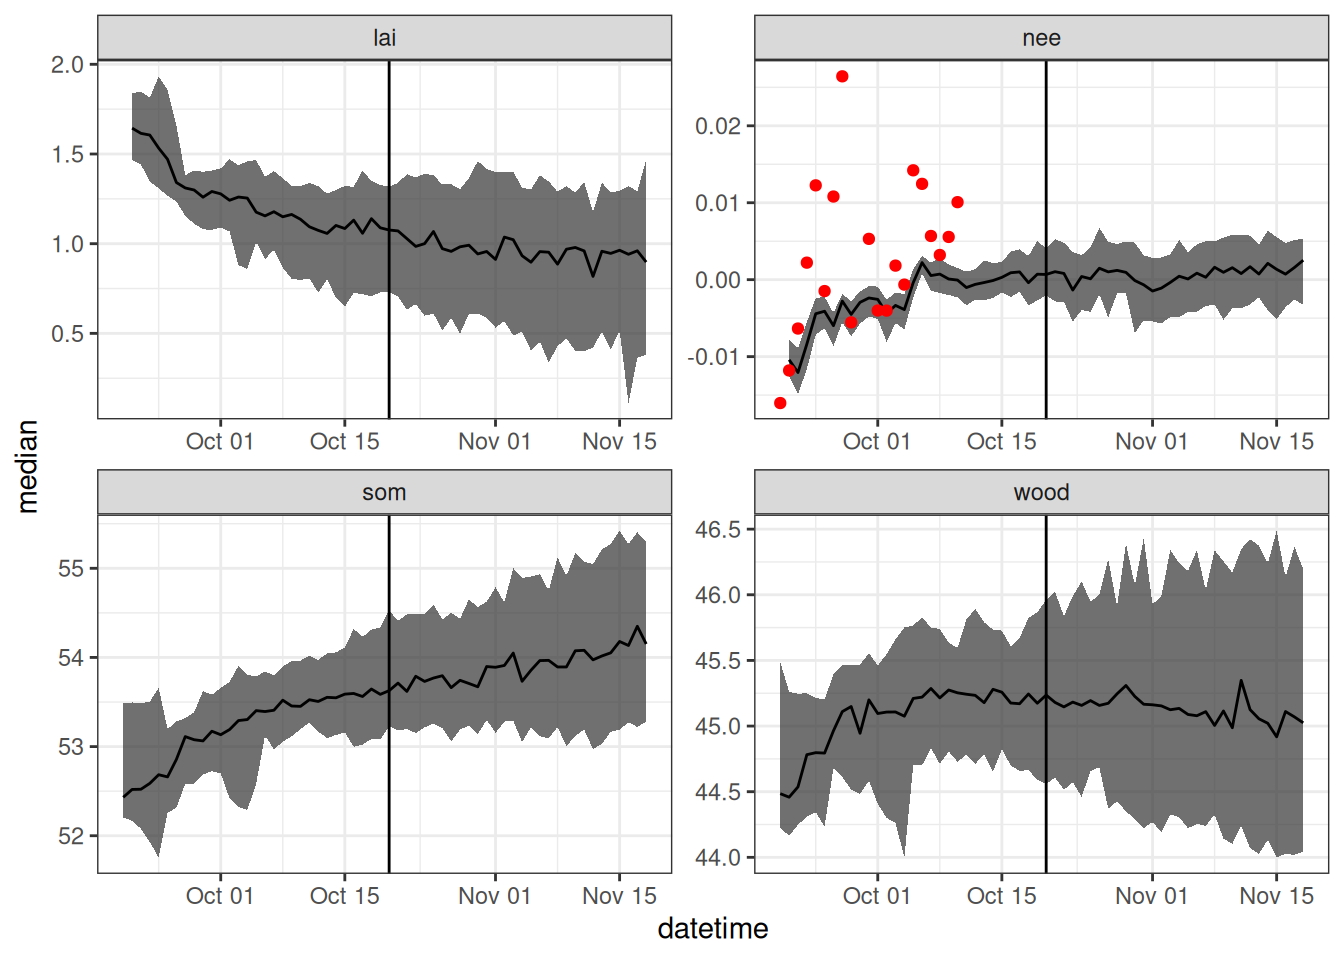 lai
nee
2.0
1.5
1.0
0.5
0.02
0.01
0.00
-0.01
Oct 01 Oct 15 Nov 01 Nov 15
Oct 01 Oct 15 Nov 01 Nov 15
median
som
wood
55
54
53
52
46.5
46.0
45.5
45.0
44.5
44.0
Oct 01 Oct 15 Nov 01 Nov 15
Oct 01 Oct 15 Nov 01 Nov 15
datetime